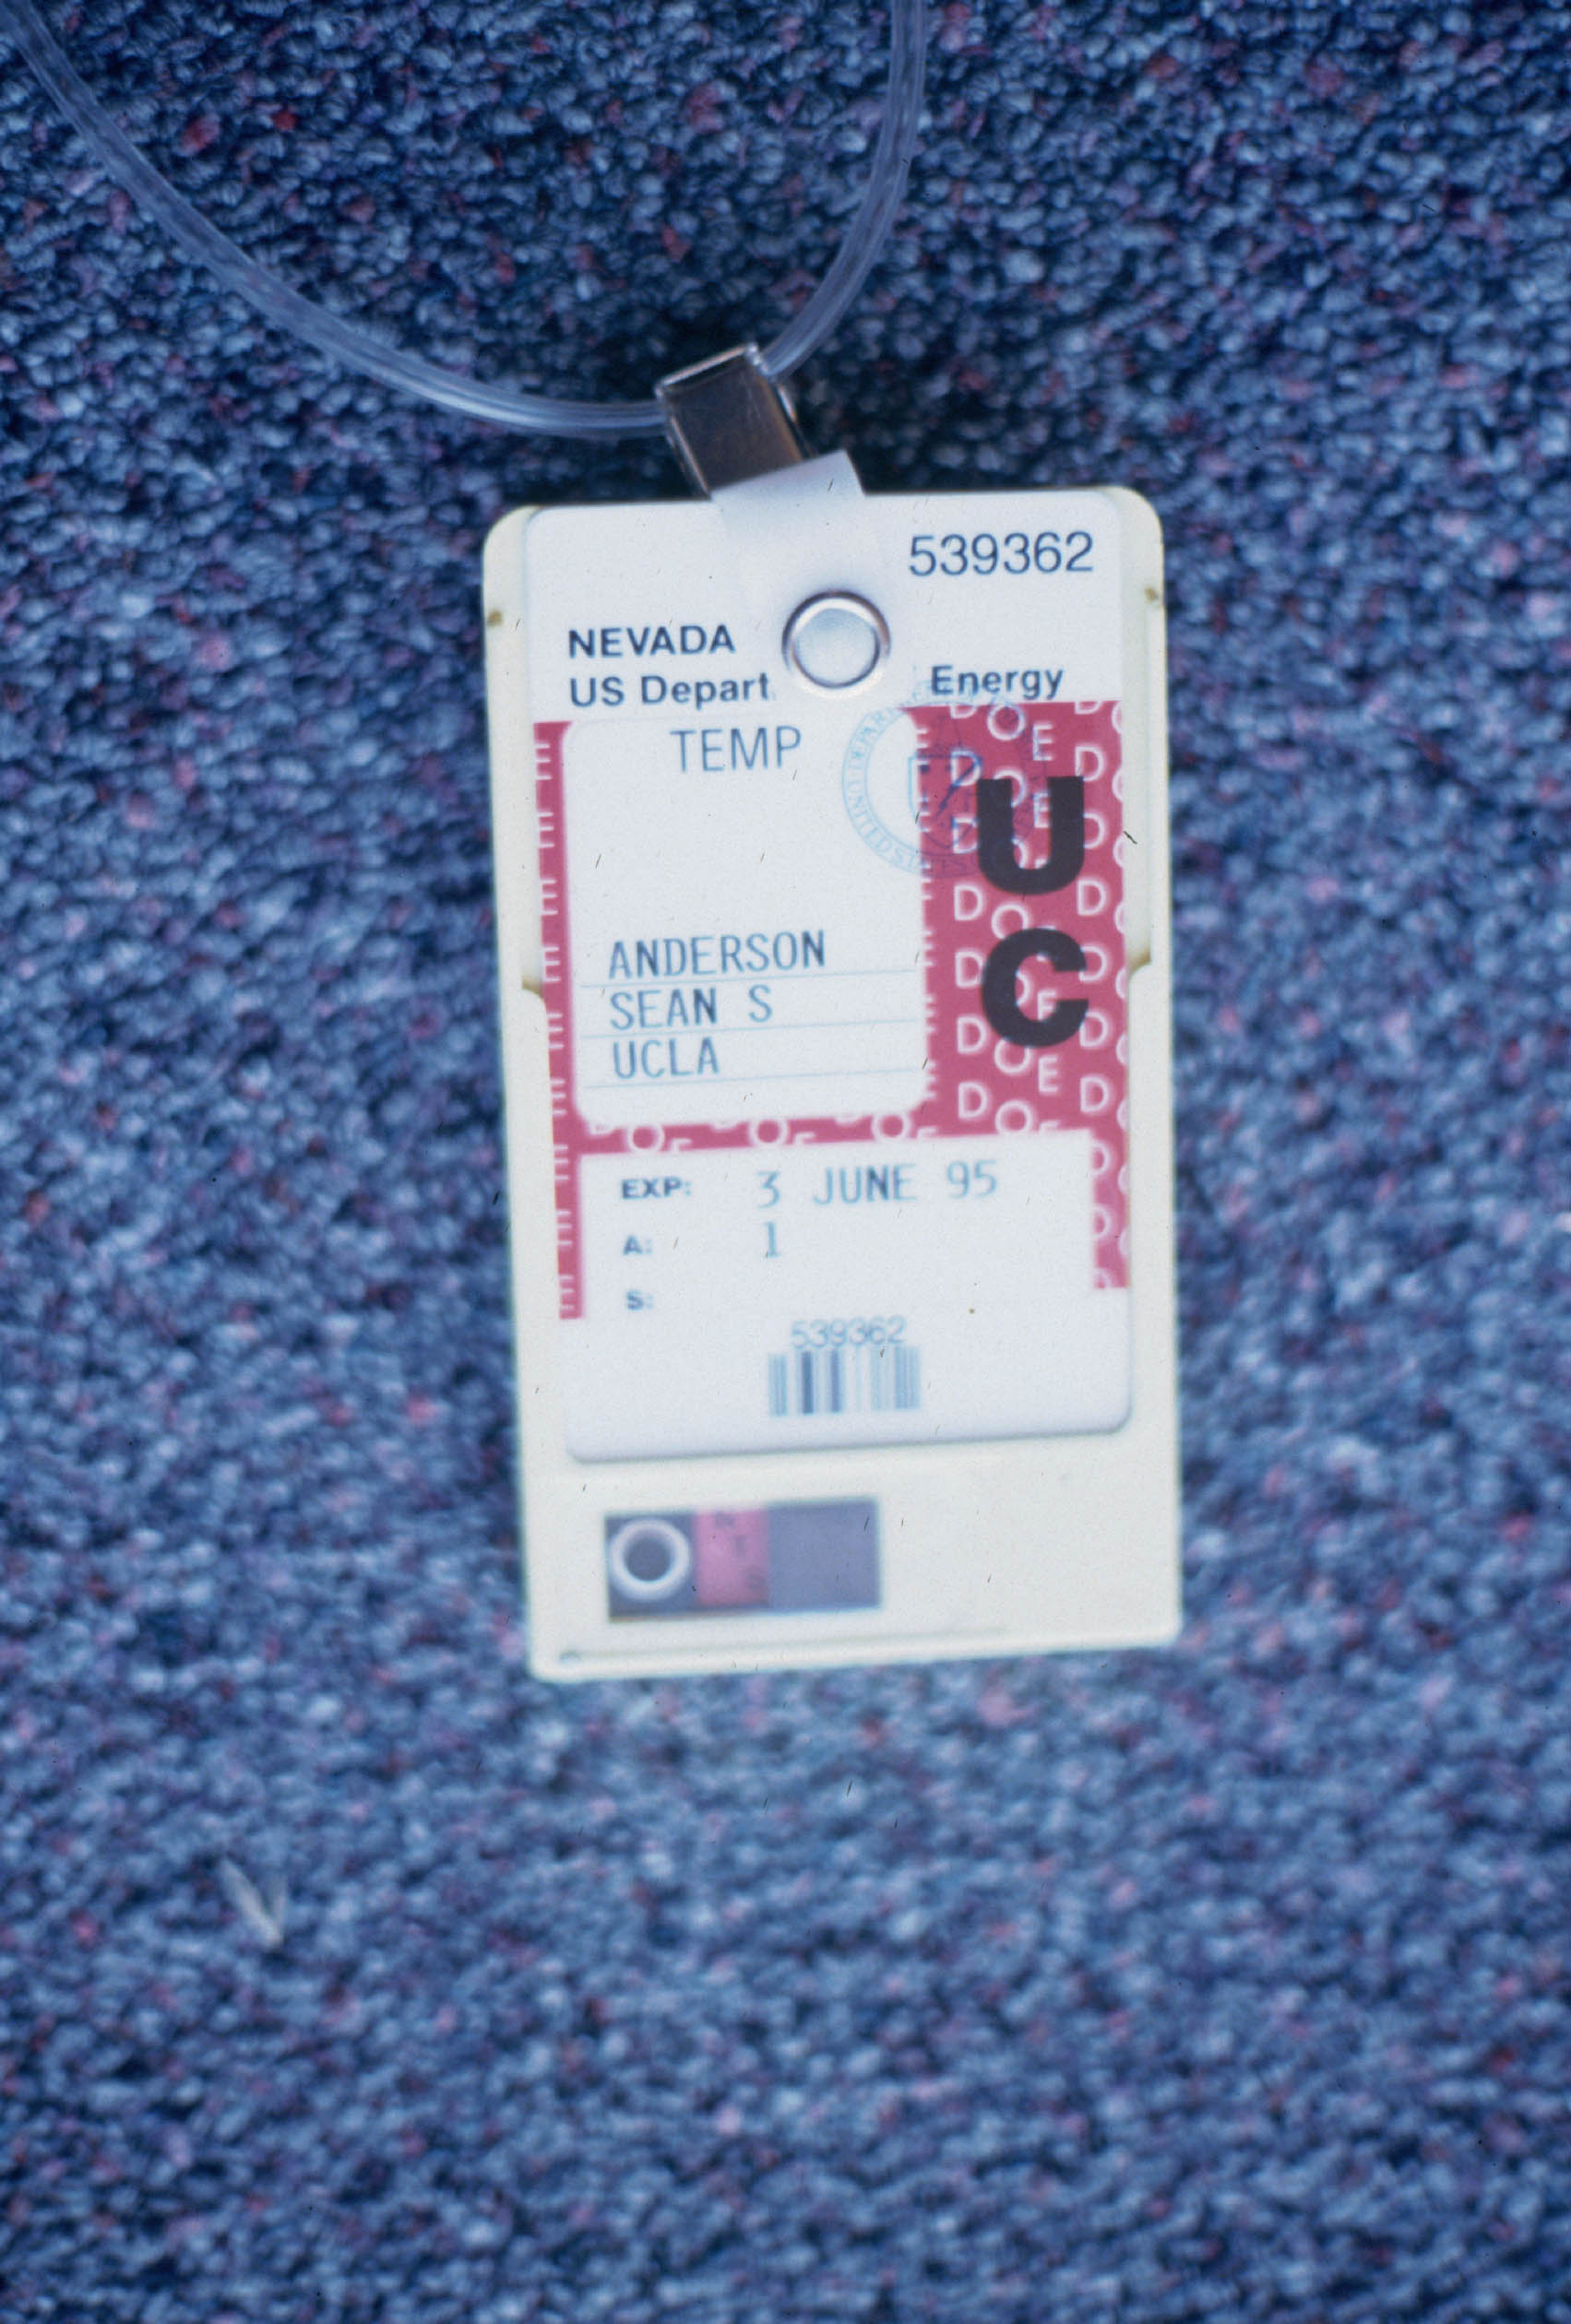 539362
NEVADA
US Depart Energy
TEMP
UC
ANDERSON
SEAN S
UCLA
EXP: 3 JUNE 95
A: 1
S:
539362